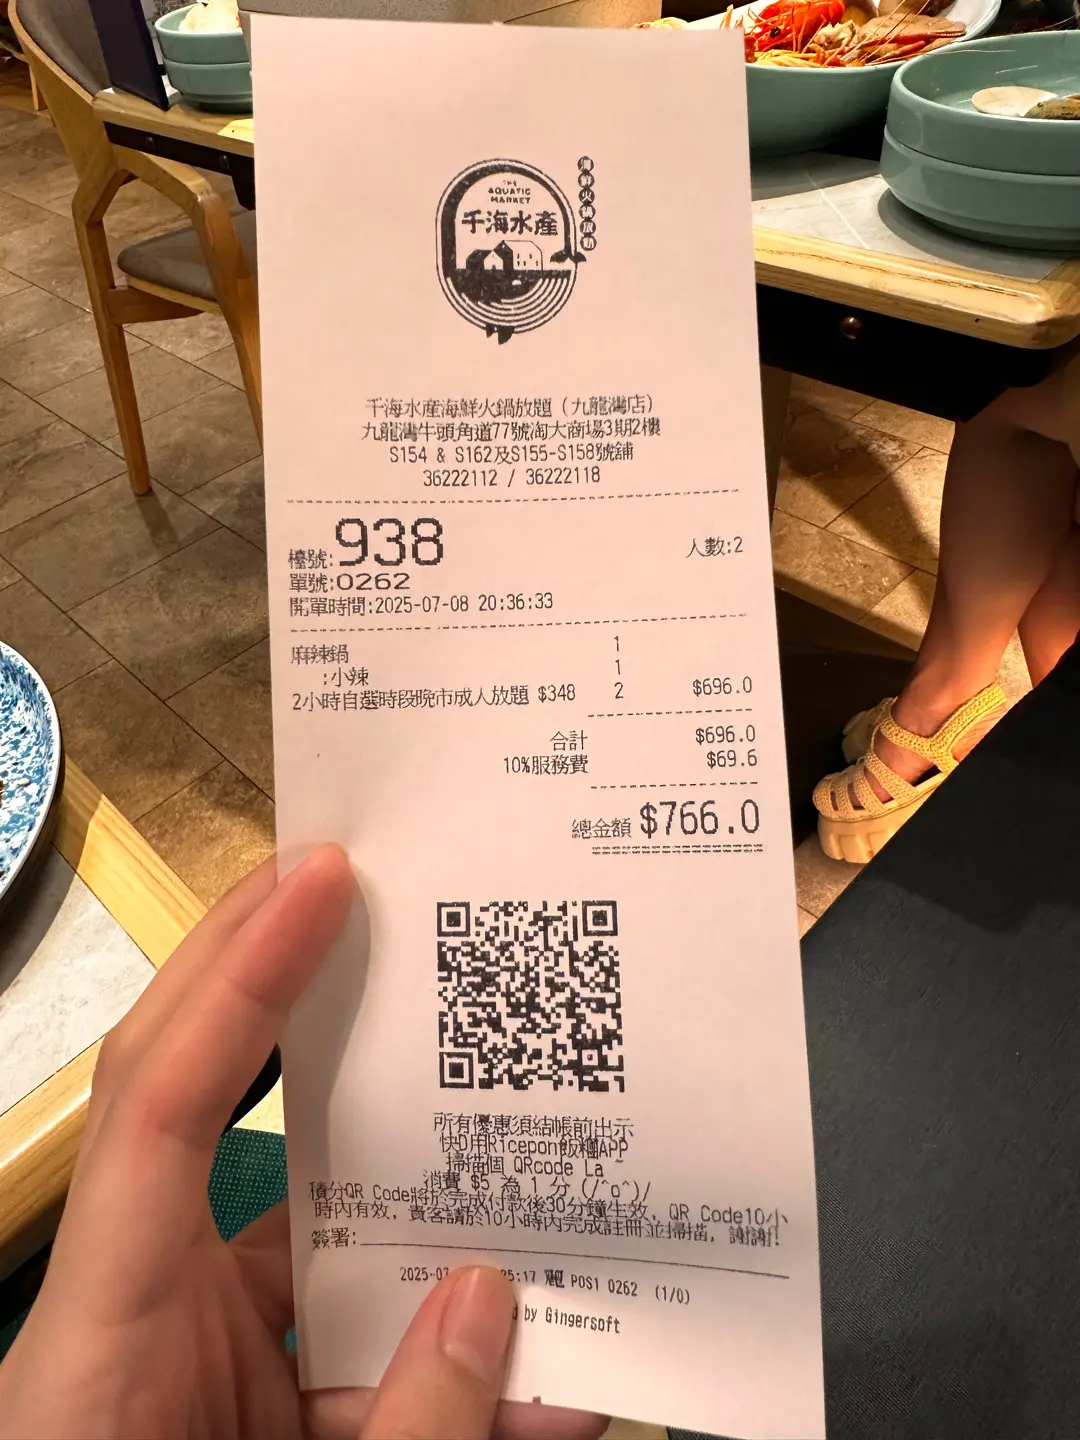 THE
AQUATIC
MARKET
千海水產
海鮮火鍋放題
千海水產海鮮火鍋放題（九龍灣店）
九龍灣牛頭角道77號淘大商場3期2樓
S154 & S162及S155-S158號舖
36222112 / 36222118
檯號:938 人數:2
單號:0262
開單時間:2025-07-08 20:36:33
麻辣鍋 1
:小辣 1
2小時自選時段晚市成人放題 $348 2 $696.0
合計 $696.0
10%服務費 $69.6
總金額 $766.0
所有優惠須結帳前出示
快D用Ricepon飯糰APP
掃描個 QRcode La ~
消費 $5 為 1 分 (/^o^)/
積分QR Code將於完成付款後30分鐘生效, QR Code10小
時內有效, 貴客請於10小時內完成註冊並掃描, 謝謝!
簽署:
2025-07 5:17 POS1 0262 (1/0)
by Gingersoft